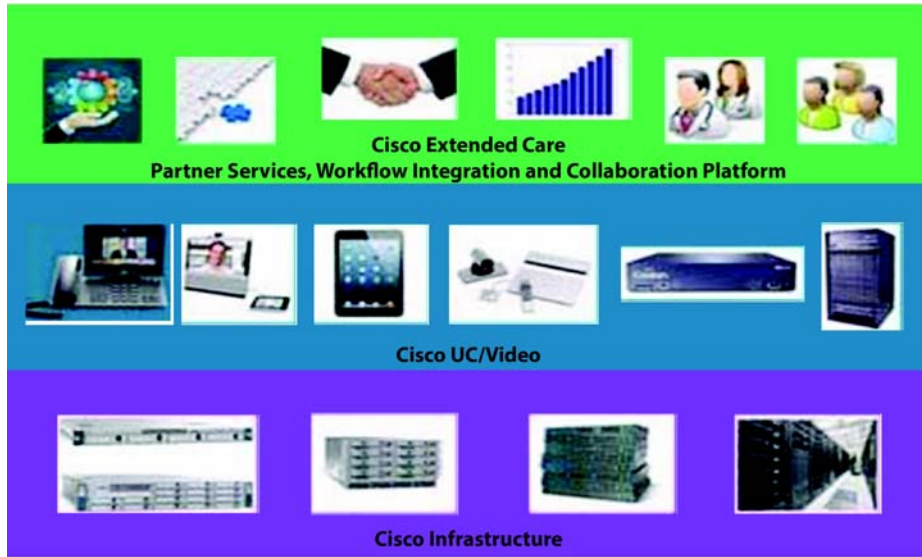 Cisco Extended Care
Partner Services, Workflow Integration and Collaboration Platform
Cisco UC/Video
Cisco Infrastructure